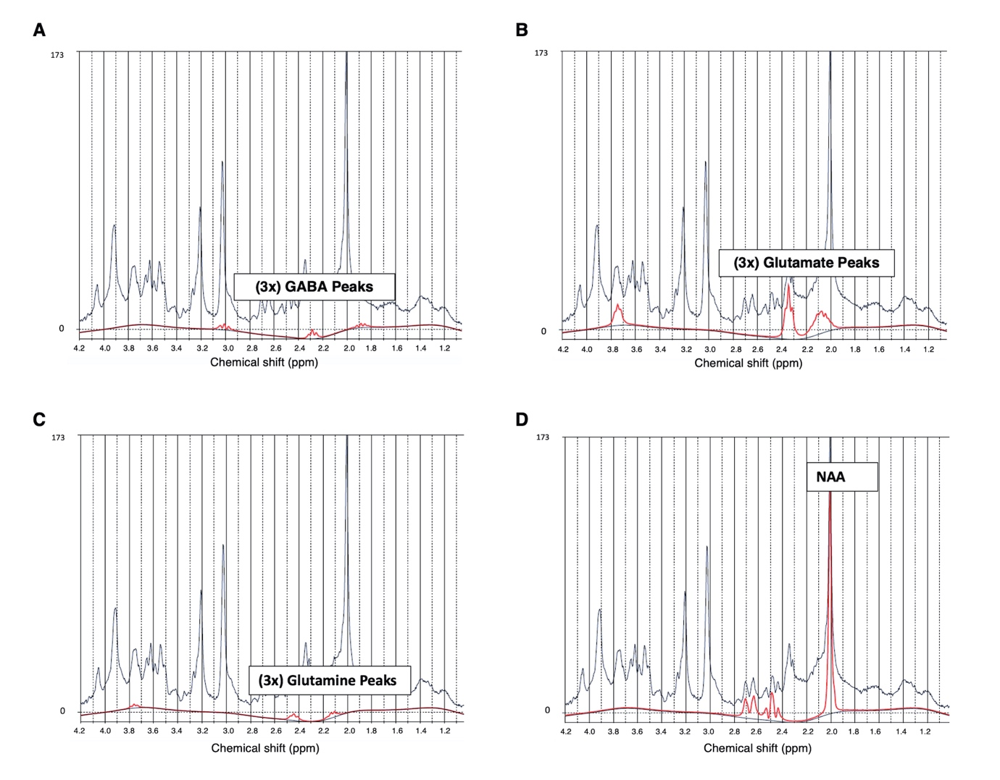 A
B
173
173
(3x) GABA Peaks
(3x) Glutamate Peaks
0
0
4.2 4.0 3.8 3.6 3.4 3.2 3.0 2.8 2.6 2.4 2.2 2.0 1.8 1.6 1.4 1.2
4.2 4.0 3.8 3.6 3.4 3.2 3.0 2.8 2.6 2.4 2.2 2.0 1.8 1.6 1.4 1.2
Chemical shift (ppm)
Chemical shift (ppm)
C
D
173
173
NAA
(3x) Glutamine Peaks
0
0
4.2 4.0 3.8 3.6 3.4 3.2 3.0 2.8 2.6 2.4 2.2 2.0 1.8 1.6 1.4 1.2
4.2 4.0 3.8 3.6 3.4 3.2 3.0 2.8 2.6 2.4 2.2 2.0 1.8 1.6 1.4 1.2
Chemical shift (ppm)
Chemical shift (ppm)